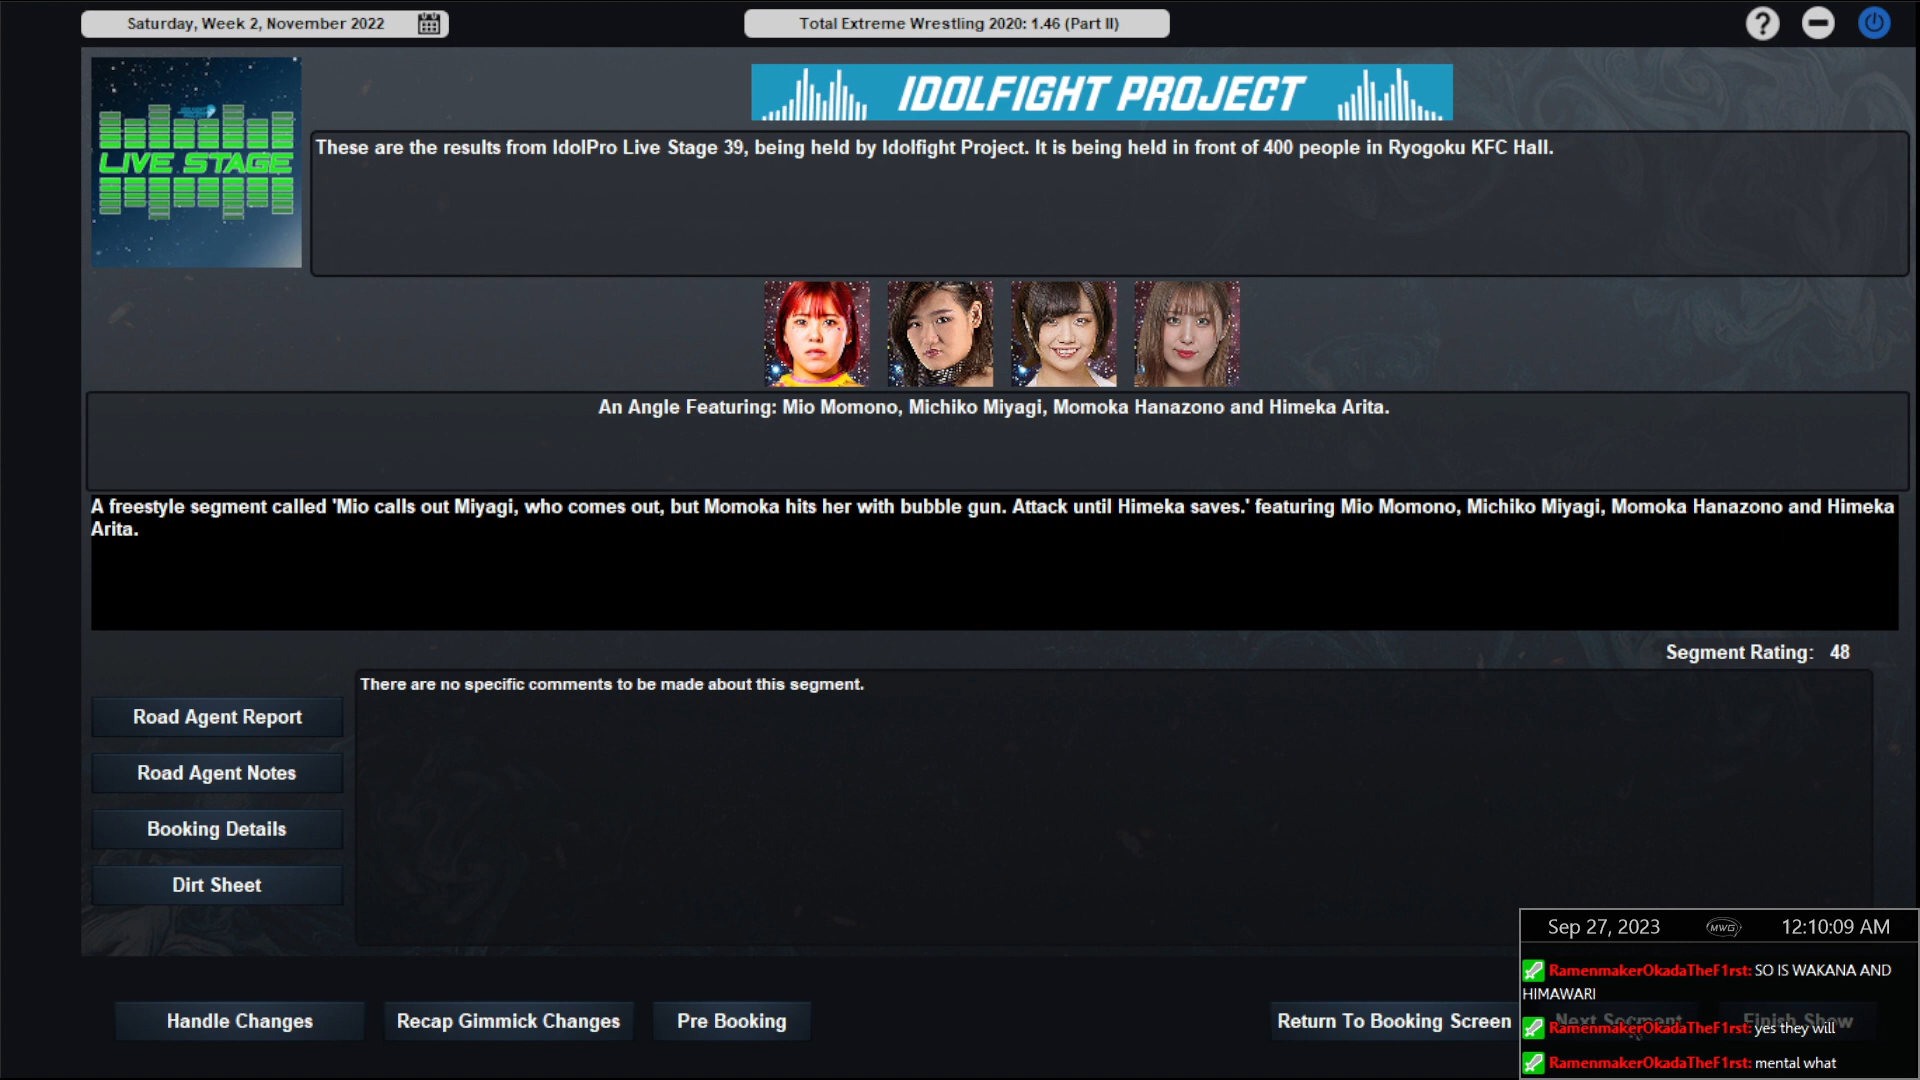 Saturday, Week 2, November 2022
Total Extreme Wrestling 2020: 1.46 (Part II)
?
LIVE STAGE
IDOLFIGHT PROJECT
These are the results from IdolPro Live Stage 39, being held by Idolfight Project. It is being held in front of 400 people in Ryogoku KFC Hall.
An Angle Featuring: Mio Momono, Michiko Miyagi, Momoka Hanazono and Himeka Arita.
A freestyle segment called 'Mio calls out Miyagi, who comes out, but Momoka hits her with bubble gun. Attack until Himeka saves.' featuring Mio Momono, Michiko Miyagi, Momoka Hanazono and Himeka
Arita.
Segment Rating: 48
There are no specific comments to be made about this segment.
Road Agent Report
Road Agent Notes
Booking Details
Dirt Sheet
Handle Changes
Recap Gimmick Changes
Pre Booking
Return To Booking Screen
Next Segment
Finish Show
Sep 27, 2023
MWG
12:10:09 AM
RamenmakerOkadaTheF1rst: SO IS WAKANA AND
HIMAWARI
RamenmakerOkadaTheF1rst: yes they will
RamenmakerOkadaTheF1rst: mental what